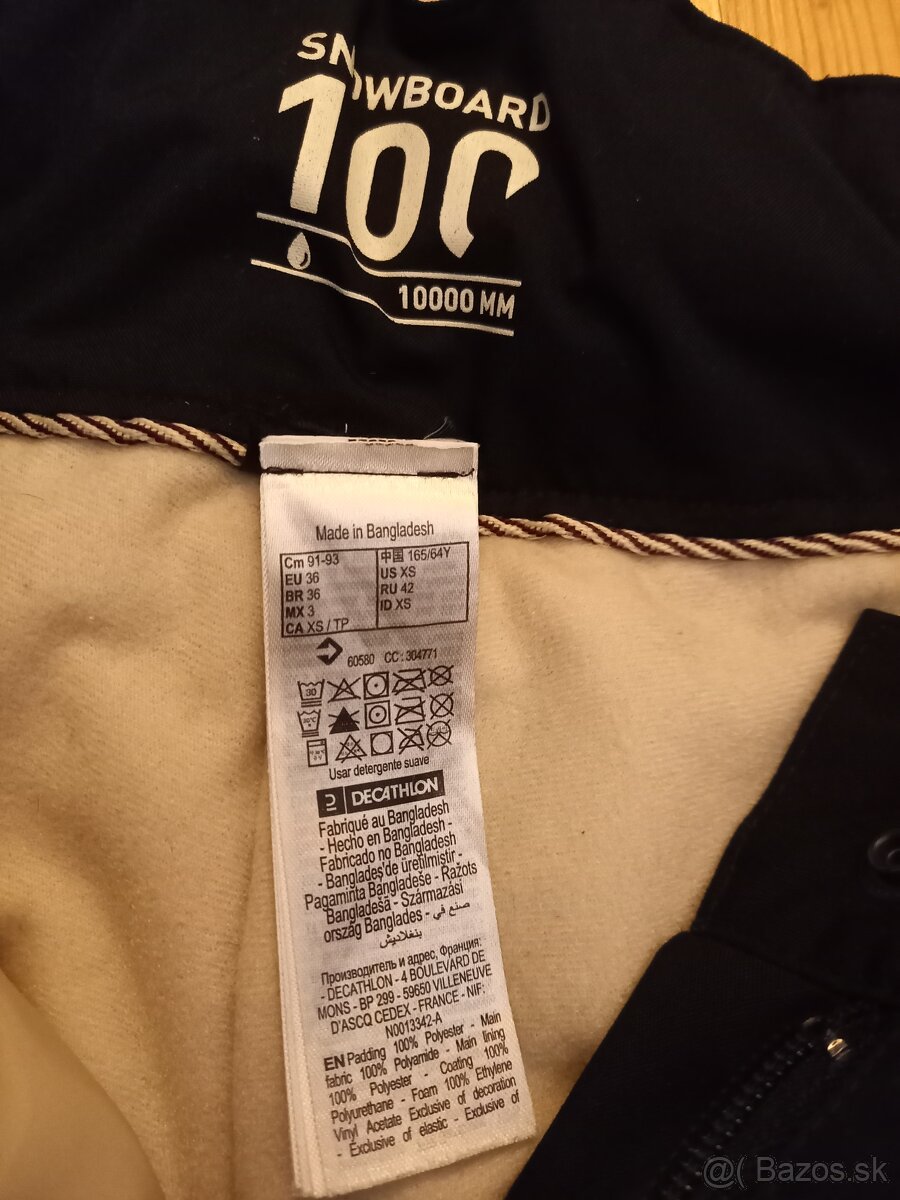 SNOWBOARD
100
10000 MM
Made in Bangladesh
Cm 91-93
EU 36
BR 36
MX 3
CA XS / TP
中国 165/64Y
US XS
RU 42
ID XS
60580 CC : 304771
30
Usar detergente suave
DECATHLON
Fabriqué au Bangladesh
- Hecho en Bangladesh -
Fabricado no Bangladesh
- Bangladeş'de üretilmiştir -
Pagaminta Bangladeše - Ražots
Bangladešā - Származási
ország Banglades - صنع في
بنغلاديش
Производитель и адрес, Франция:
- DECATHLON - 4 BOULEVARD DE
MONS - BP 299 - 59650 VILLENEUVE
D'ASCQ CEDEX - FRANCE - NIF:
N0013342-A
EN Padding 100% Polyester - Main
fabric 100% Polyamide - Main lining
100% Polyester - Coating 100%
Polyurethane - Foam 100% Ethylene
Vinyl Acetate Exclusive of decoration
- Exclusive of elastic - Exclusive of
@( Bazos.sk